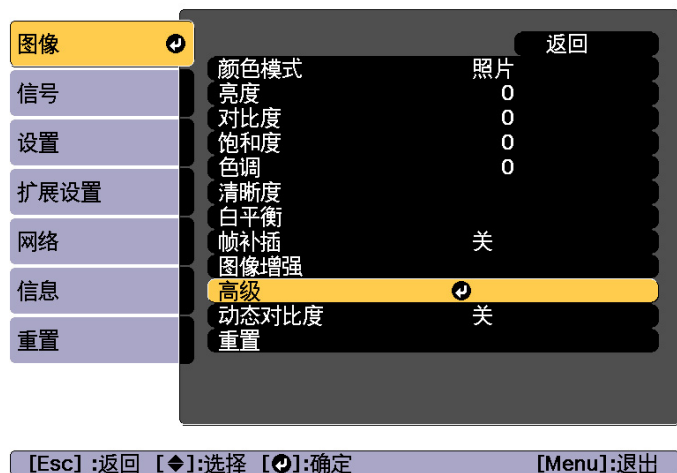 图像
信号
设置
扩展设置
网络
信息
重置
返回
颜色模式 照片
亮度 0
对比度 0
饱和度 0
色调 0
清晰度
白平衡
帧补插 关
图像增强
高级
动态对比度 关
重置
[Esc] :返回 [◆]:选择 [↵]:确定 [Menu]:退出